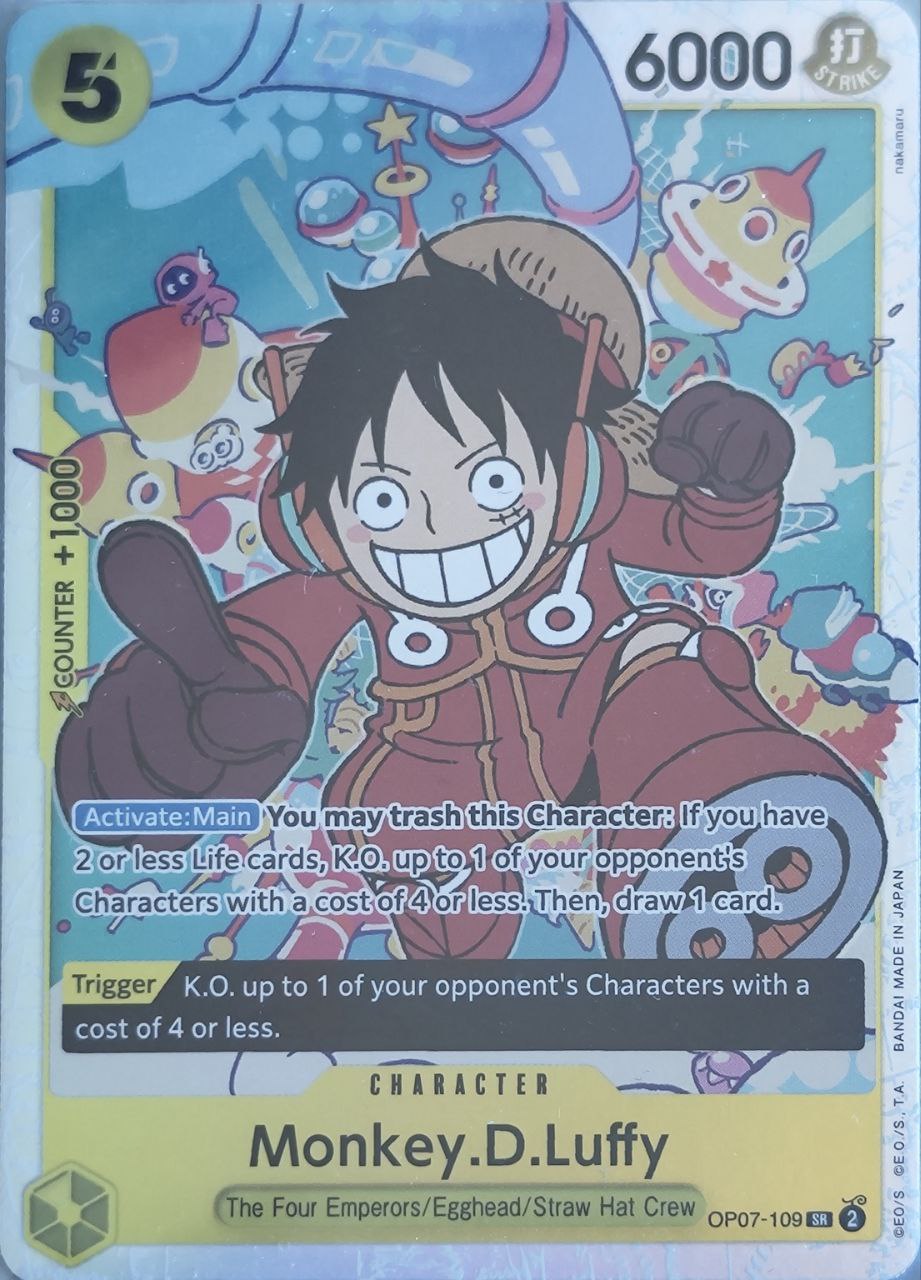 5
6000
打
STRIKE
nakamaru
COUNTER +1000
Activate:Main You may trash this Character: If you have
2 or less Life cards, K.O. up to 1 of your opponent's
Characters with a cost of 4 or less. Then, draw 1 card.
Trigger K.O. up to 1 of your opponent's Characters with a
cost of 4 or less.
CHARACTER
Monkey.D.Luffy
The Four Emperors/Egghead/Straw Hat Crew
OP07-109 SR 2
©EO/S ©E.O./S., T.A. BANDAI MADE IN JAPAN